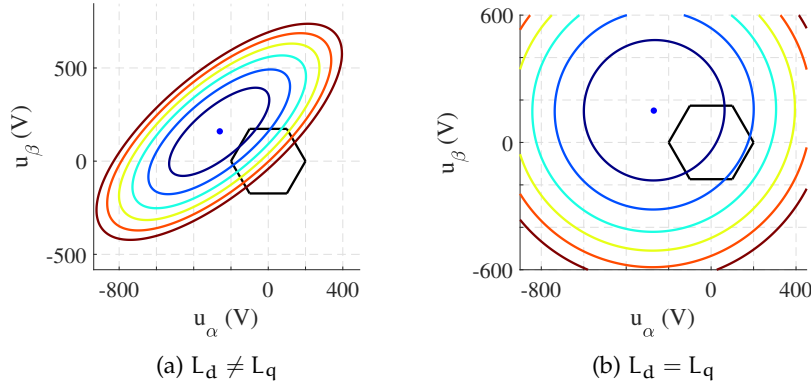 500
0
-500
u_β (V)
-800
0
400
u_α (V)
(a) L_d ≠ L_q
600
0
-600
u_β (V)
-800
0
400
u_α (V)
(b) L_d = L_q